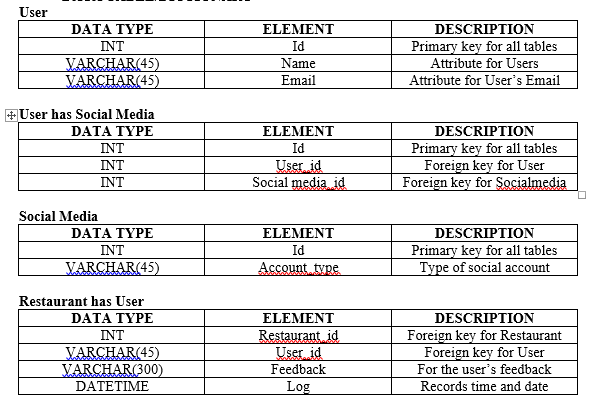 User
DATA TYPE ELEMENT DESCRIPTION
INT Id Primary key for all tables
VARCHAR(45) Name Attribute for Users
VARCHAR(45) Email Attribute for User's Email
User has Social Media
DATA TYPE ELEMENT DESCRIPTION
INT Id Primary key for all tables
INT User_id Foreign key for User
INT Social media_id Foreign key for Socialmedia
Social Media
DATA TYPE ELEMENT DESCRIPTION
INT Id Primary key for all tables
VARCHAR(45) Account_type Type of social account
Restaurant has User
DATA TYPE ELEMENT DESCRIPTION
INT Restaurant_id Foreign key for Restaurant
VARCHAR(45) User_id Foreign key for User
VARCHAR(300) Feedback For the user's feedback
DATETIME Log Records time and date